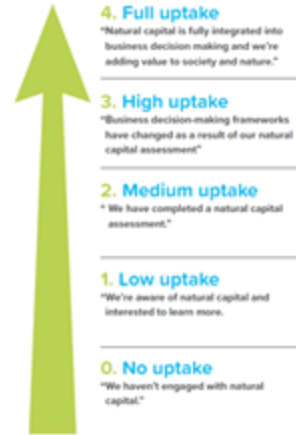 4. Full uptake
"Natural capital is fully integrated into
business decision making and we're
adding value to society and nature."
3. High uptake
"Business decision-making frameworks
have changed as a result of our natural
capital assessment"
2. Medium uptake
" We have completed a natural capital
assessment."
1. Low uptake
"We're aware of natural capital and
interested to learn more.
0. No uptake
"We haven't engaged with natural
capital."